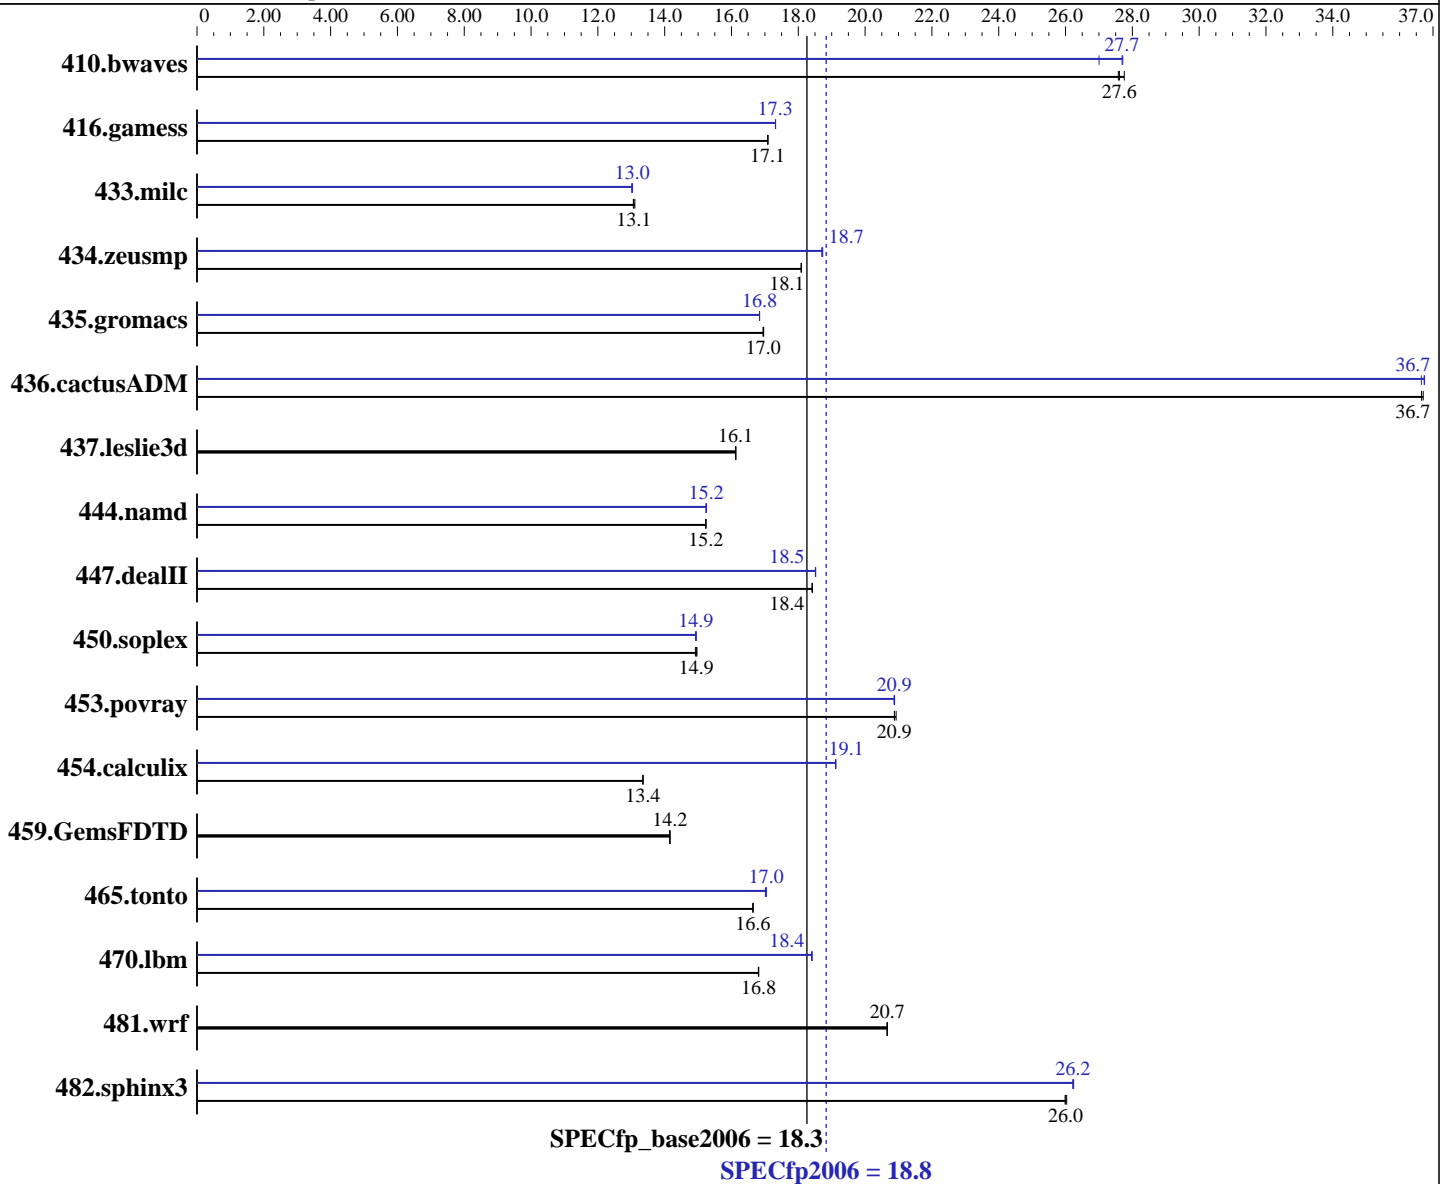 0 2.00 4.00 6.00 8.00 10.0 12.0 14.0 16.0 18.0 20.0 22.0 24.0 26.0 28.0 30.0 32.0 34.0 37.0
27.7
410.bwaves
27.6
17.3
416.gamess
17.1
13.0
433.milc
13.1
18.7
434.zeusmp
18.1
16.8
435.gromacs
17.0
36.7
436.cactusADM
36.7
16.1
437.leslie3d
15.2
444.namd
15.2
18.5
447.dealII
18.4
14.9
450.soplex
14.9
20.9
453.povray
20.9
19.1
454.calculix
13.4
14.2
459.GemsFDTD
17.0
465.tonto
16.6
18.4
470.lbm
16.8
20.7
481.wrf
26.2
482.sphinx3
26.0
SPECfp_base2006 = 18.3
SPECfp2006 = 18.8